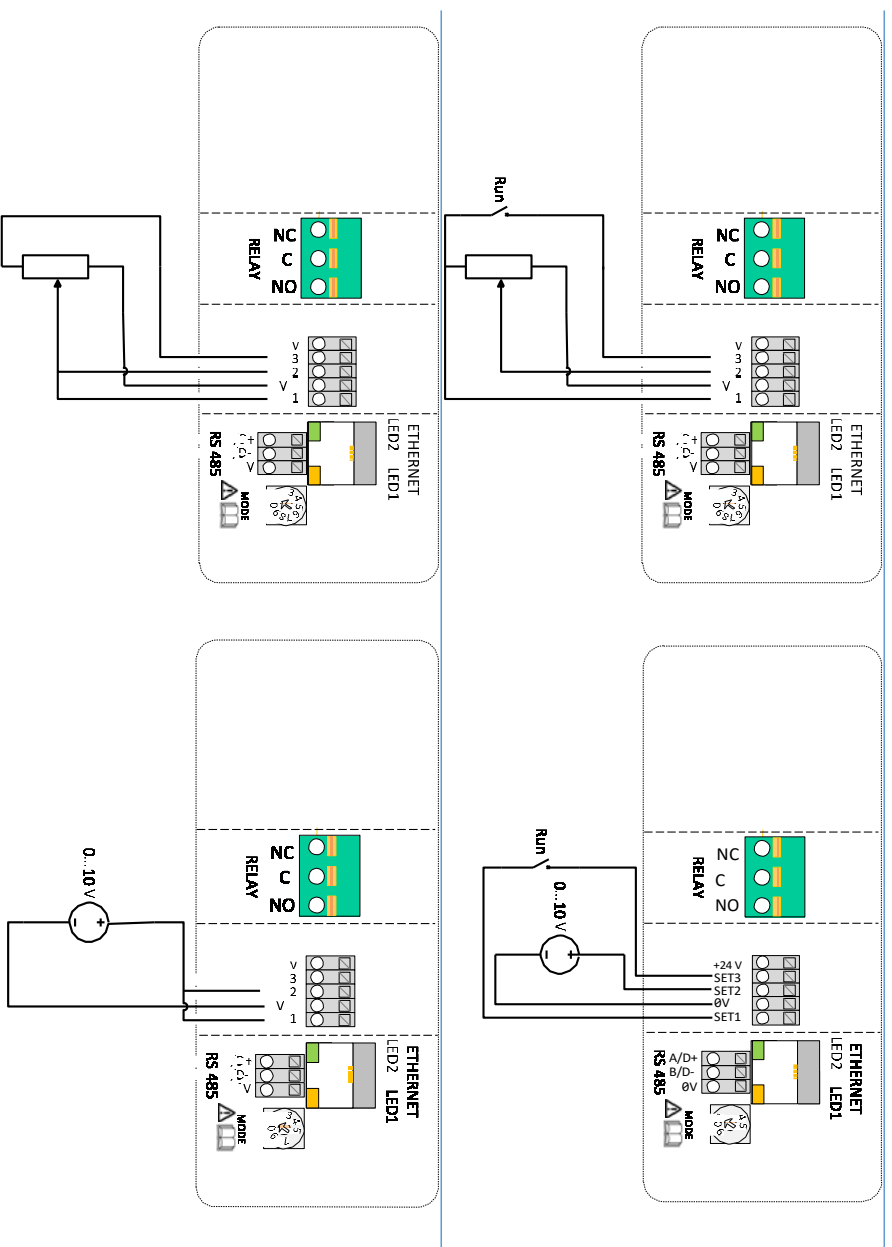 NC
C
NO
RELAY
V
3
2
V
1
ETHERNET
LED2 LED1
RS 485
+
-
V
MODE
Run
NC
C
NO
RELAY
V
3
2
V
1
ETHERNET
LED2 LED1
RS 485
+
-
V
MODE
0...10 V
+
-
NC
C
NO
RELAY
V
3
2
V
1
ETHERNET
LED2 LED1
RS 485
+
V
MODE
Run
0...10 V
+
-
NC
C
NO
RELAY
+24 V
SET3
SET2
0V
SET1
ETHERNET
LED2 LED1
A/D+
B/D-
0V
RS 485
MODE